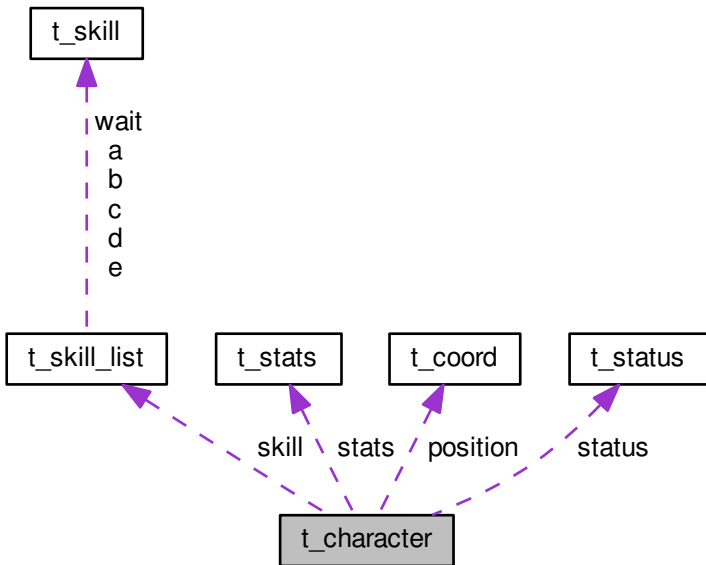 t_skill
wait
a
b
c
d
e
t_skill_list
t_stats
t_coord
t_status
skill
stats
position
status
t_character